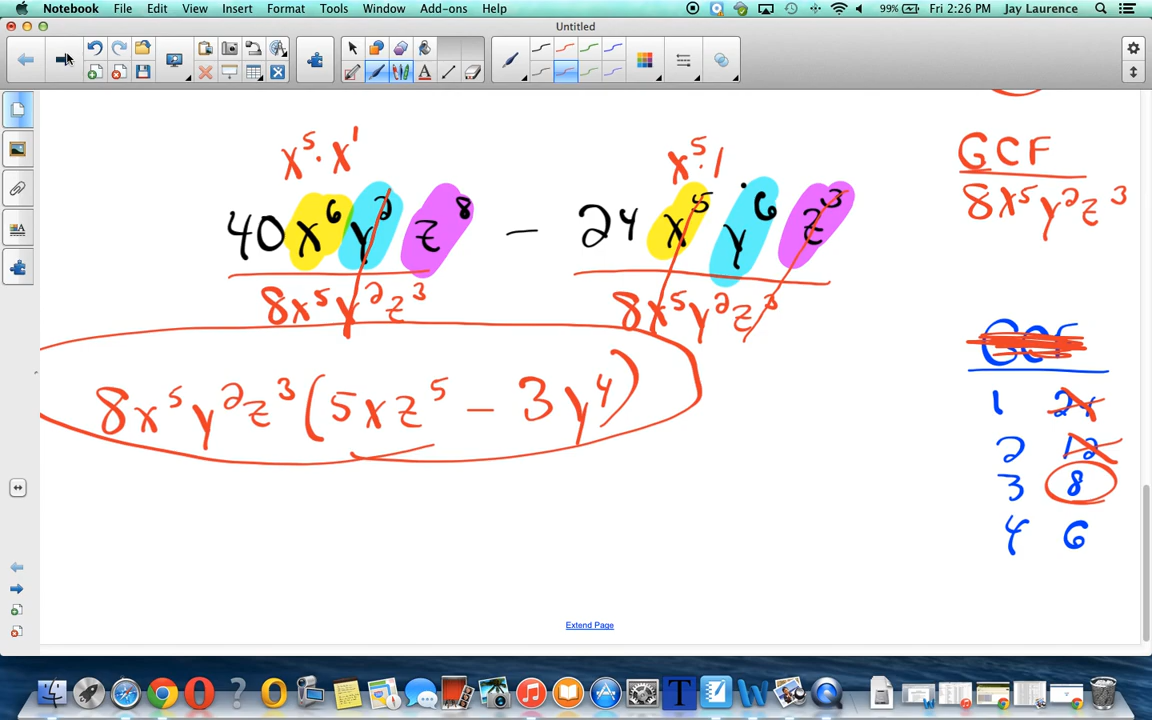 Notebook File Edit View Insert Format Tools Window Add-ons Help 99% Fri 2:26 PM Jay Laurence
Untitled
x⁵·x¹ x⁵·1
40x⁶y²z⁸ – 24x⁵y⁶z³
8x⁵y²z³ 8x⁵y²z³
8x⁵y²z³(5xz⁵ – 3y⁴)
GCF
8x⁵y²z³
GCF
1 24
2 12
3 8
4 6
Extend Page